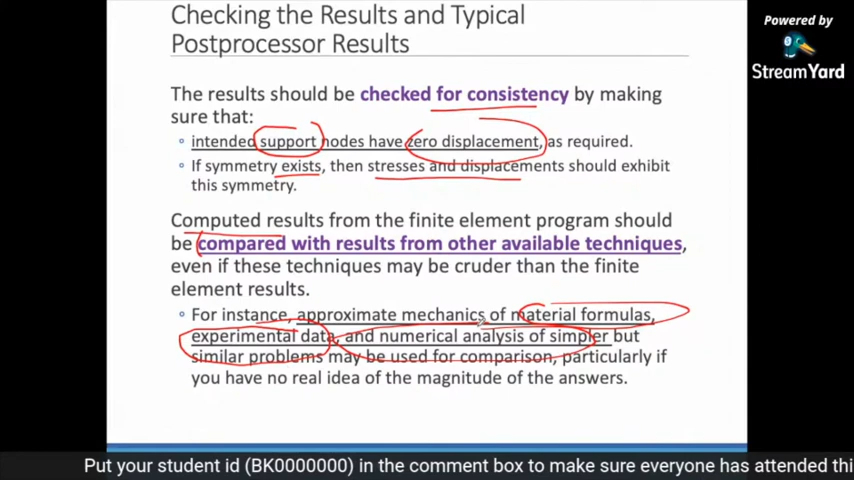 Checking the Results and Typical
Postprocessor Results
Powered by
StreamYard
The results should be checked for consistency by making
sure that:
intended support nodes have zero displacement, as required.
If symmetry exists, then stresses and displacements should exhibit
this symmetry.
Computed results from the finite element program should
be compared with results from other available techniques,
even if these techniques may be cruder than the finite
element results.
For instance, approximate mechanics of material formulas,
experimental data, and numerical analysis of simpler but
similar problems may be used for comparison, particularly if
you have no real idea of the magnitude of the answers.
Put your student id (BK0000000) in the comment box to make sure everyone has attended thi